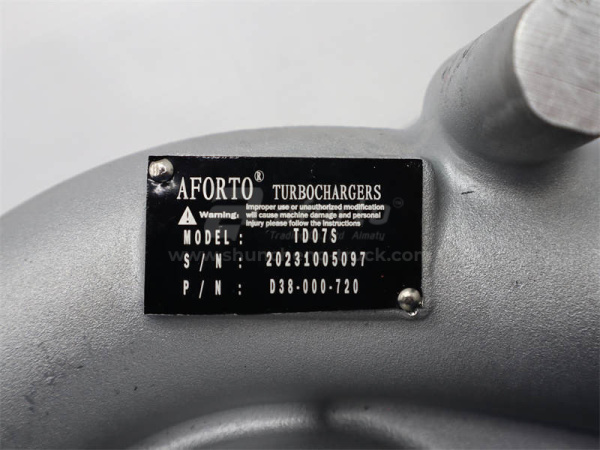 AFORTO® TURBOCHARGERS
Warning: Improper use or unauthorized modification
will cause machine damage and personal
injury please follow the instructions
MODEL: TD07S
S/N: 20231005097
P/N: D38-000-720